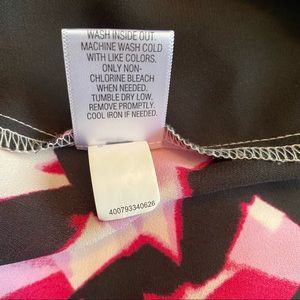 WASH INSIDE OUT.
MACHINE WASH COLD
WITH LIKE COLORS.
ONLY NON-
CHLORINE BLEACH
WHEN NEEDED.
TUMBLE DRY LOW.
REMOVE PROMPTLY.
COOL IRON IF NEEDED.
400793340626